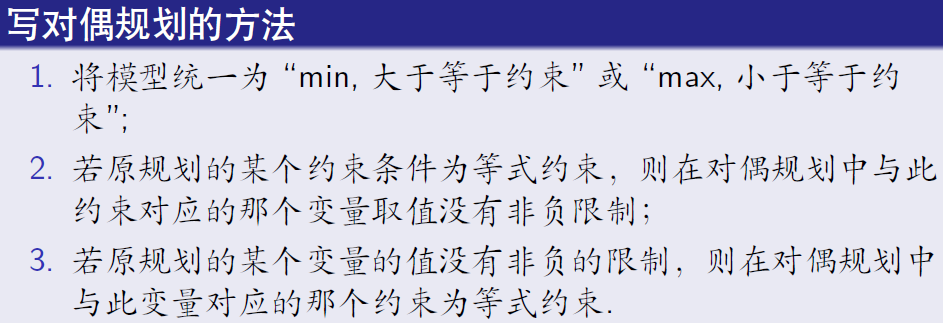 写对偶规划的方法
1. 将模型统一为 “min, 大于等于约束” 或 “max, 小于等于约
束”;
2. 若原规划的某个约束条件为等式约束，则在对偶规划中与此
约束对应的那个变量取值没有非负限制；
3. 若原规划的某个变量的值没有非负的限制，则在对偶规划中
与此变量对应的那个约束为等式约束.